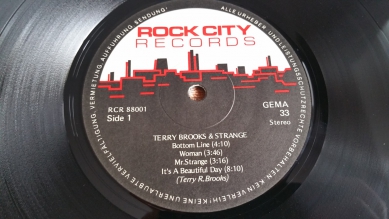 ALLE URHEBER- UND LEISTUNGSSCHUTZRECHTE VORBEHALTEN · KEIN VERLEIH! KEINE UNERLAUBTE VERVIELFÄLTIGUNG, VERMIETUNG, AUFFÜHRUNG, SENDUNG!
ROCK CITY
RECORDS
RCR 88001
Side 1
GEMA
33
Stereo
TERRY BROOKS & STRANGE
Bottom Line (4:10)
Woman (3:46)
Mr.Strange (3:16)
It's A Beautiful Day (8:10)
(Terry R.Brooks)